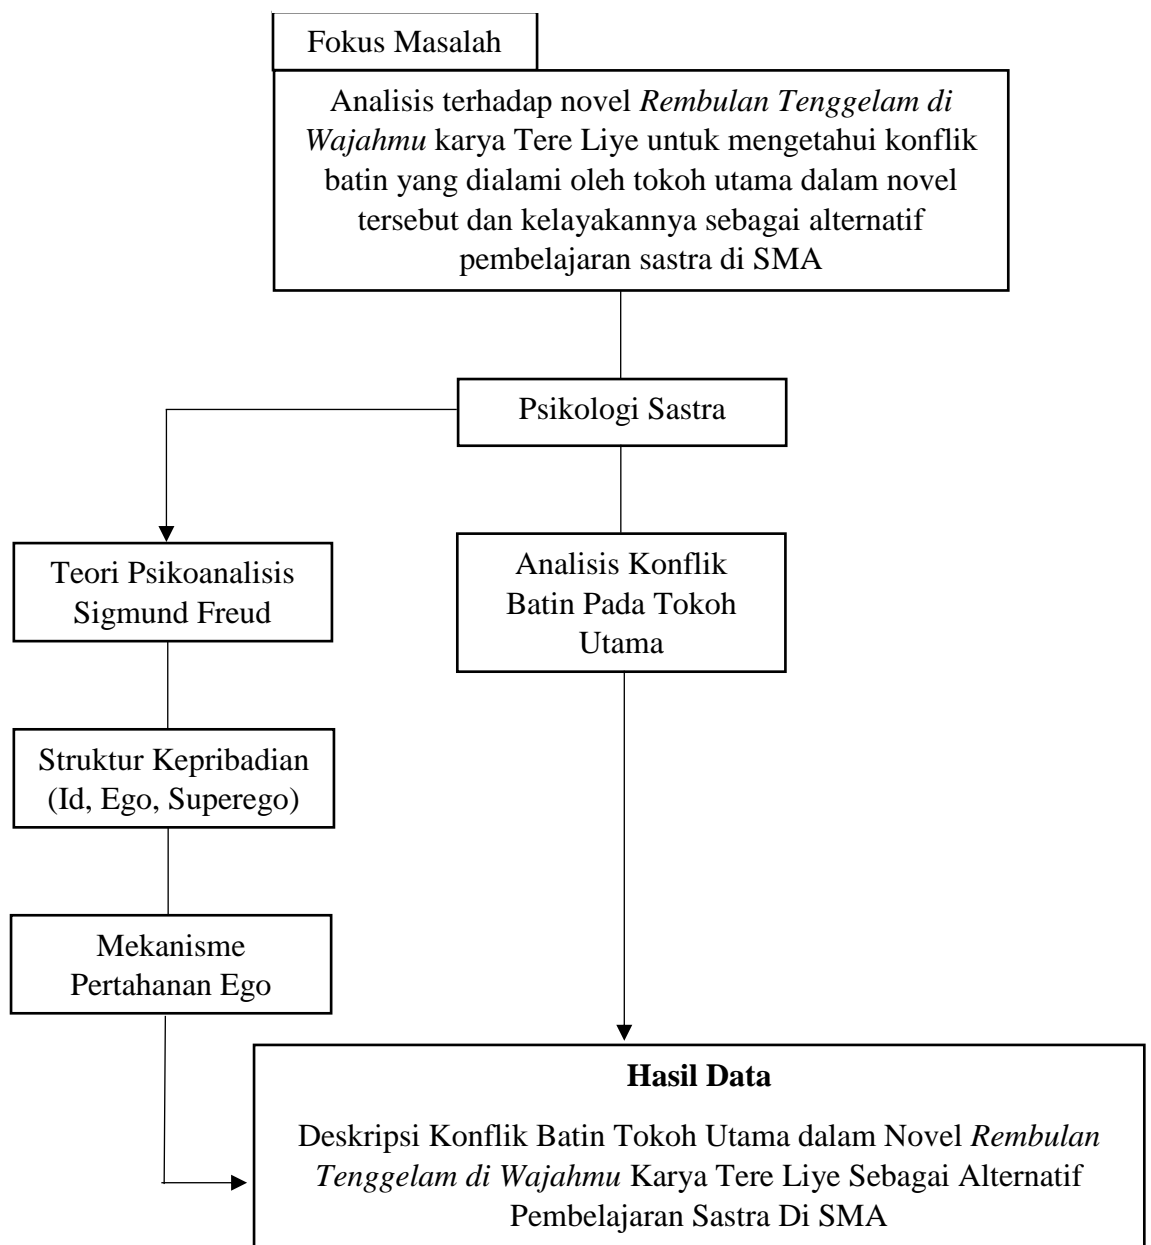 Fokus Masalah
Analisis terhadap novel Rembulan Tenggelam di
Wajahmu karya Tere Liye untuk mengetahui konflik
batin yang dialami oleh tokoh utama dalam novel
tersebut dan kelayakannya sebagai alternatif
pembelajaran sastra di SMA
Psikologi Sastra
Teori Psikoanalisis
Sigmund Freud
Analisis Konflik
Batin Pada Tokoh
Utama
Struktur Kepribadian
(Id, Ego, Superego)
Mekanisme
Pertahanan Ego
Hasil Data
Deskripsi Konflik Batin Tokoh Utama dalam Novel Rembulan
Tenggelam di Wajahmu Karya Tere Liye Sebagai Alternatif
Pembelajaran Sastra Di SMA